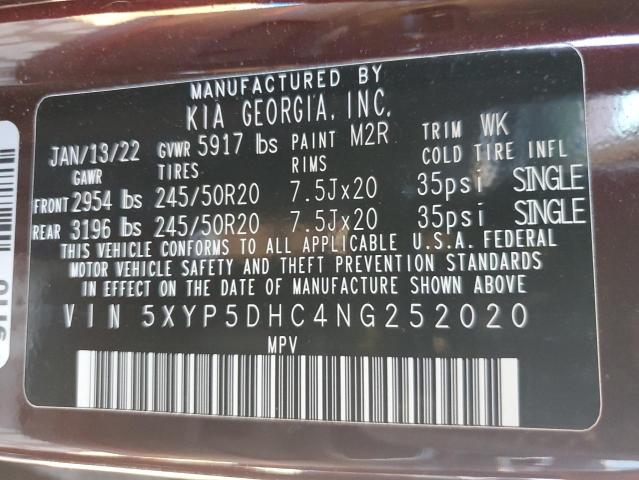 MANUFACTURED BY
KIA GEORGIA, INC.
JAN/13/22 GVWR 5917 lbs PAINT M2R TRIM WK
GAWR TIRES RIMS COLD TIRE INFL
FRONT 2954 lbs 245/50R20 7.5Jx20 35psi SINGLE
REAR 3196 lbs 245/50R20 7.5Jx20 35psi SINGLE
THIS VEHICLE CONFORMS TO ALL APPLICABLE U.S.A. FEDERAL
MOTOR VEHICLE SAFETY AND THEFT PREVENTION STANDARDS
IN EFFECT ON THE DATE OF MANUFACTURE SHOWN ABOVE
VIN 5XYP5DHC4NG252020
MPV